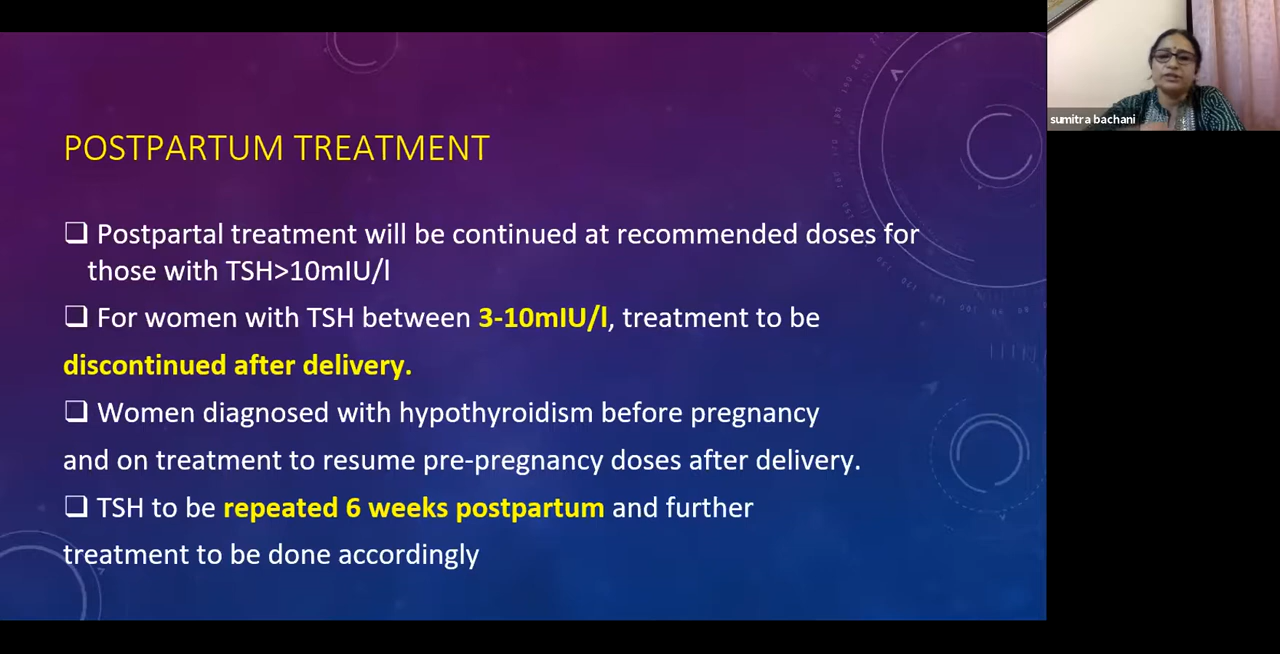 POSTPARTUM TREATMENT
❑ Postpartal treatment will be continued at recommended doses for
those with TSH>10mIU/l
❑ For women with TSH between 3-10mIU/l, treatment to be
discontinued after delivery.
❑ Women diagnosed with hypothyroidism before pregnancy
and on treatment to resume pre-pregnancy doses after delivery.
❑ TSH to be repeated 6 weeks postpartum and further
treatment to be done accordingly
sumitra bachani